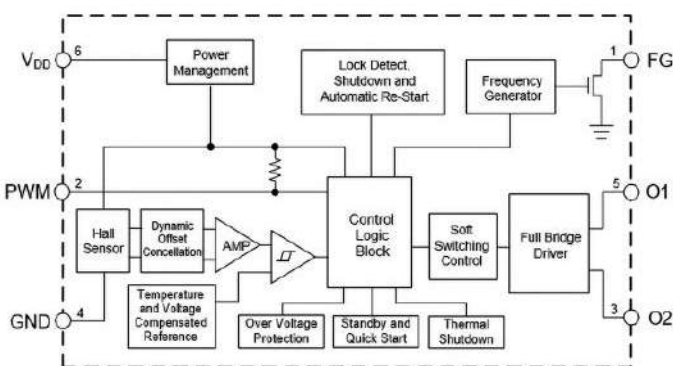 6
V_DD
Power
Management
Lock Detect,
Shutdown and
Automatic Re-Start
Frequency
Generator
1
FG
PWM
2
Hall
Sensor
Dynamic
Offset
Concellation
AMP
Control
Logic
Block
Soft
Switching
Control
Full Bridge
Driver
5
O1
GND
4
Temperature
and Voltage
Compensated
Reference
Over Voltage
Protection
Standby and
Quick Start
Thermal
Shutdown
3
O2